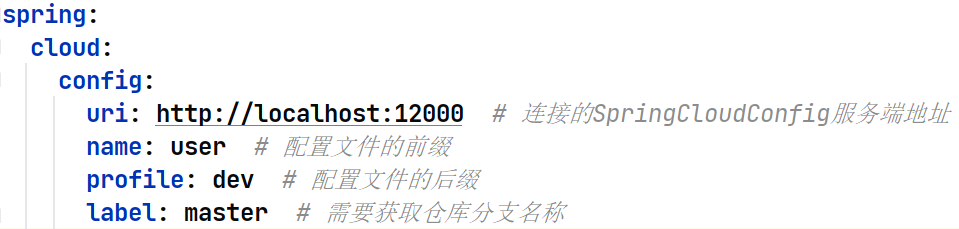 spring:
cloud:
config:
uri: http://localhost:12000 # 连接的SpringCloudConfig服务端地址
name: user # 配置文件的前缀
profile: dev # 配置文件的后缀
label: master # 需要获取仓库分支名称